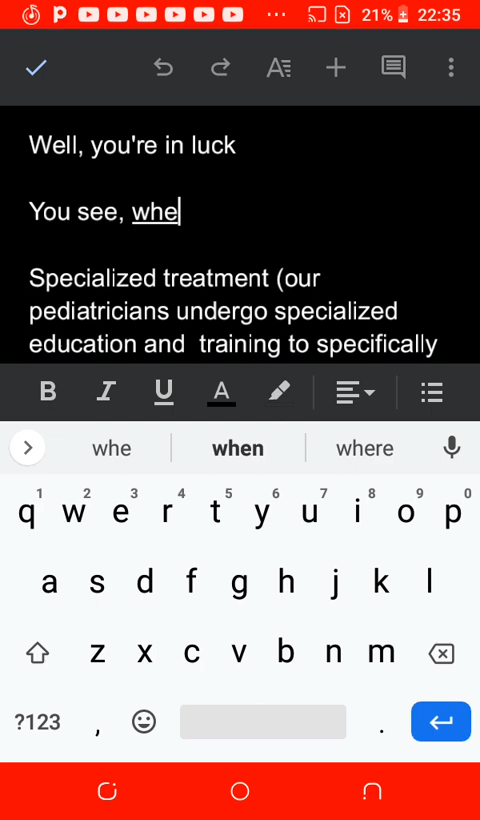 21% 22:35
Well, you're in luck
You see, whe
Specialized treatment (our
pediatricians undergo specialized
education and  training to specifically
B I U A
whe when where
1 2 3 4 5 6 7 8 9 0
q w e r t y u i o p
a s d f g h j k l
z x c v b n m
?123 , .